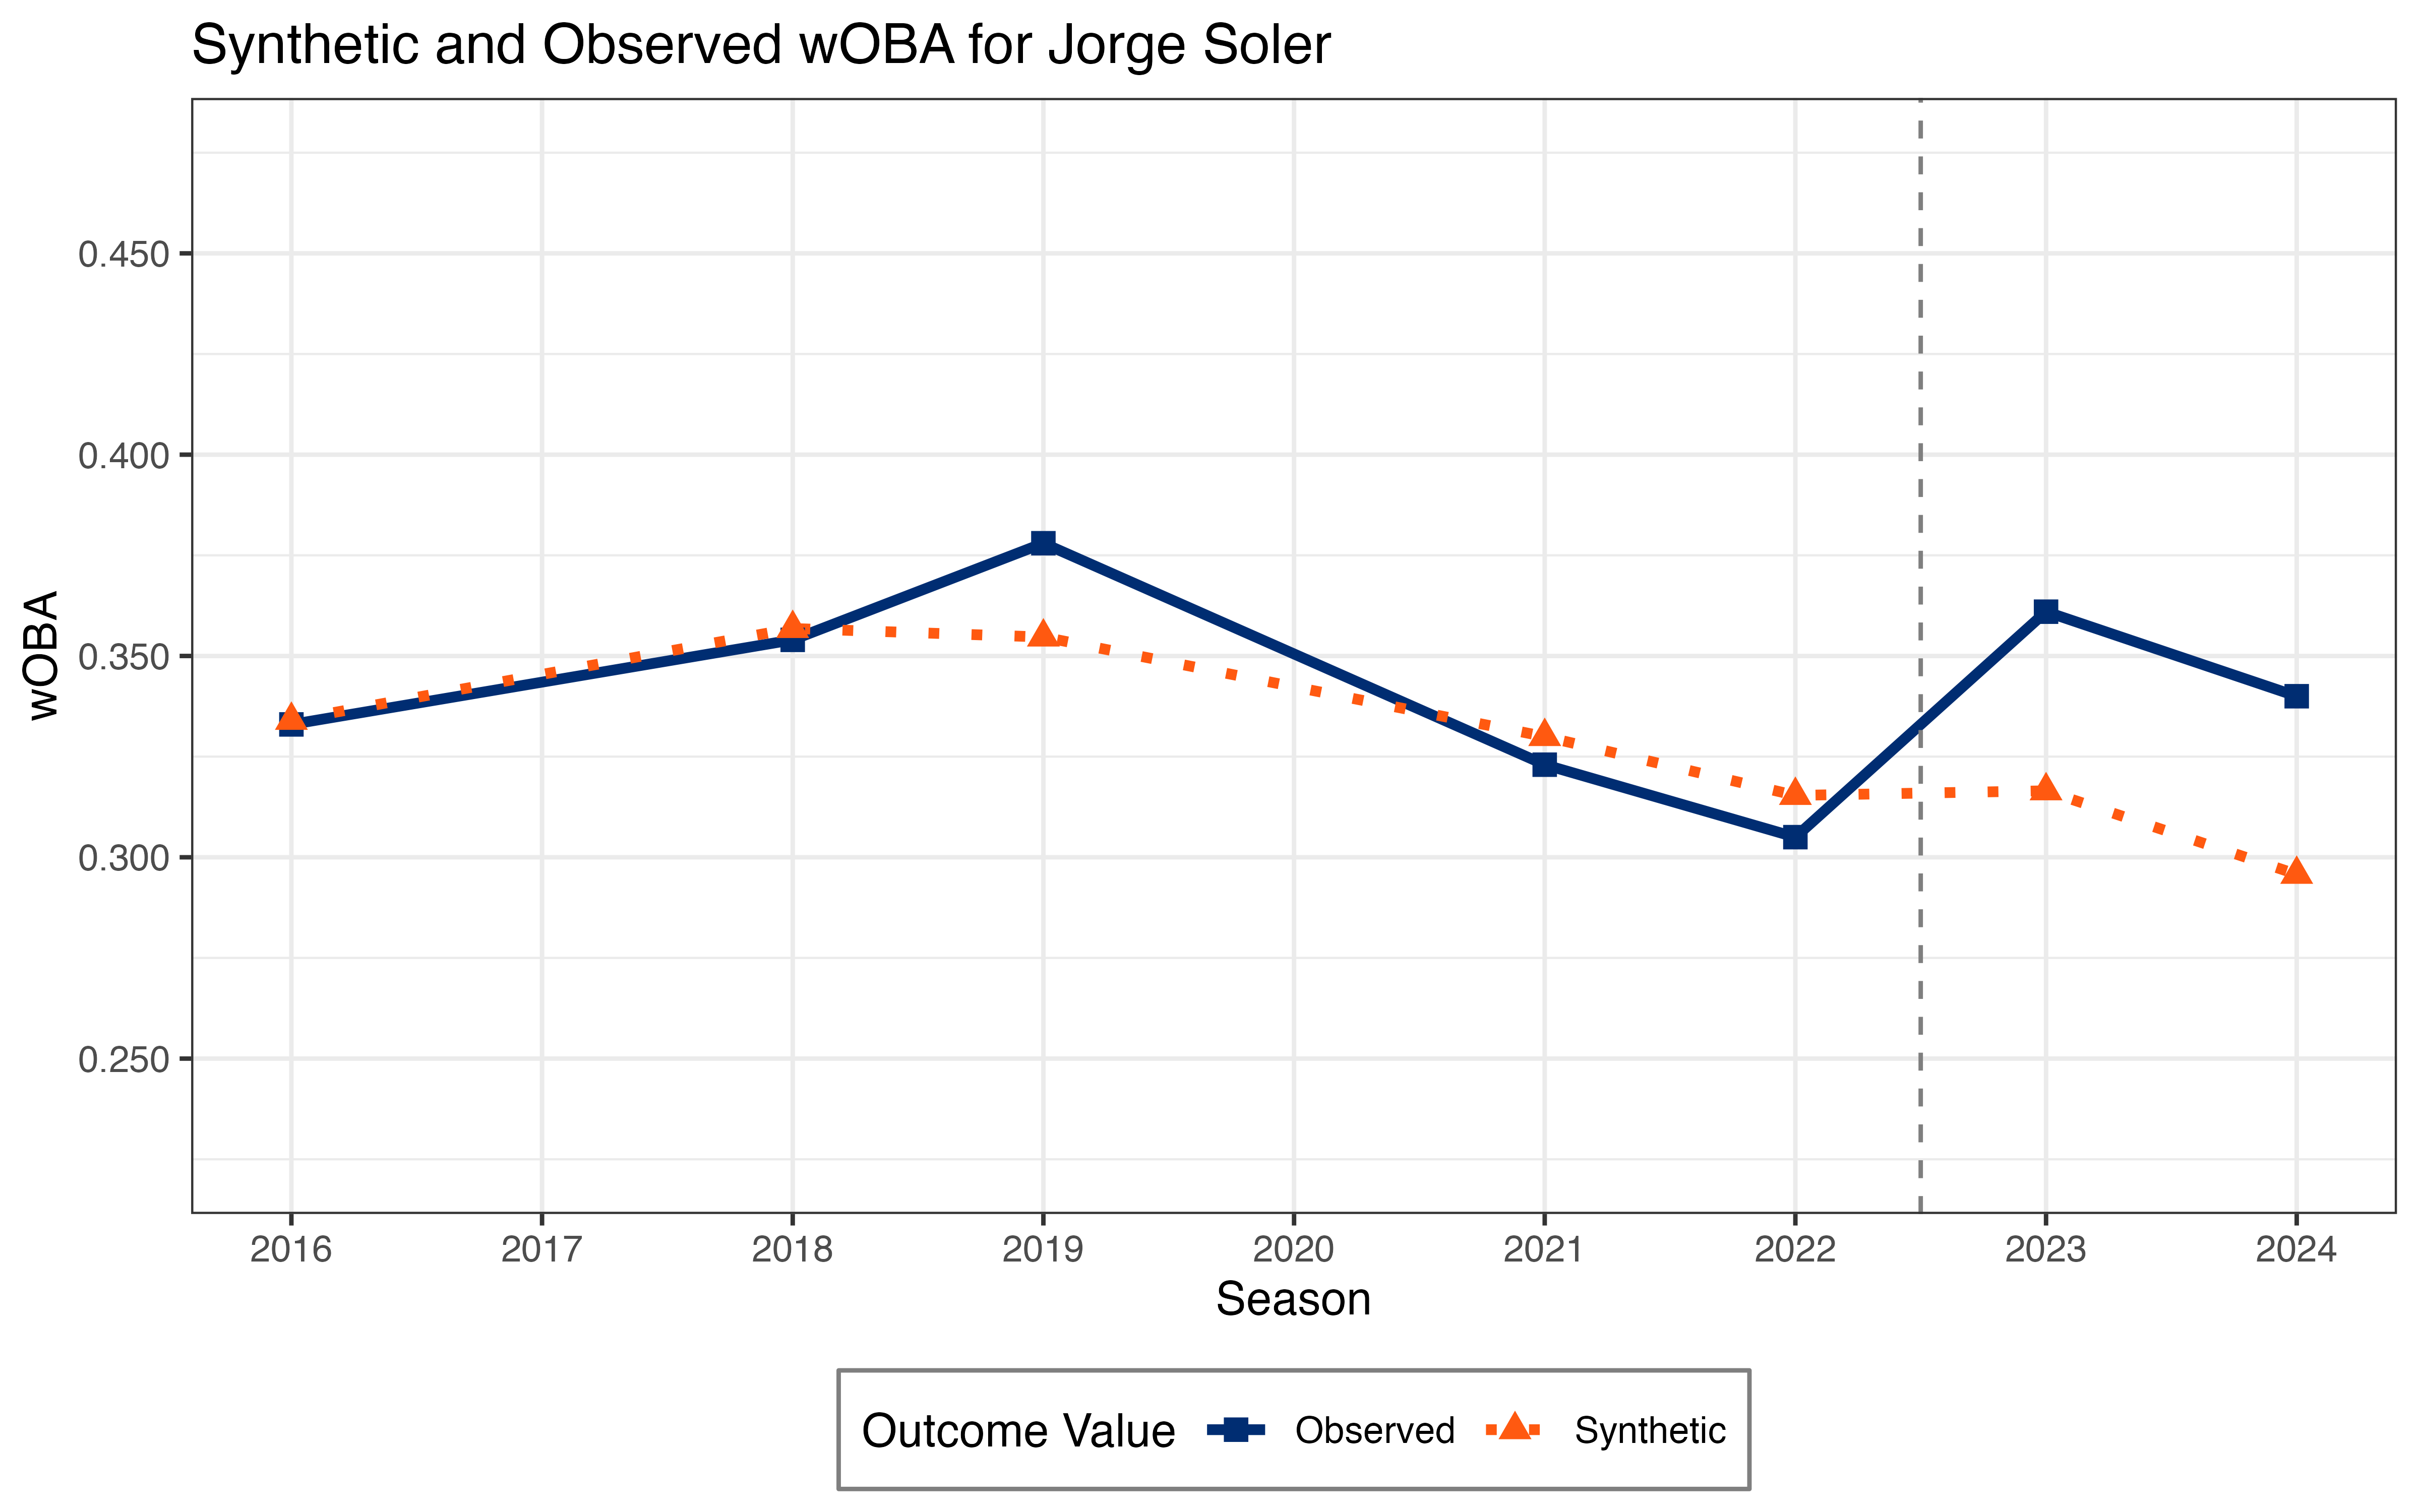 Synthetic and Observed wOBA for Jorge Soler
wOBA
0.450
0.400
0.350
0.300
0.250
2016 2017 2018 2019 2020 2021 2022 2023 2024
Season
Outcome Value Observed Synthetic